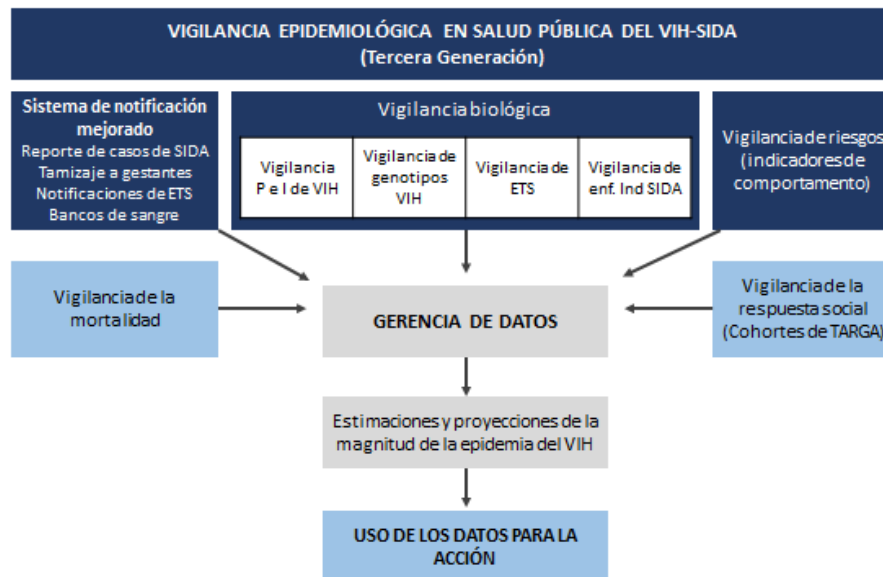 VIGILANCIA EPIDEMIOLÓGICA EN SALUD PÚBLICA DEL VIH-SIDA
(Tercera Generación)
Sistema de notificación
mejorado
Reporte de casos de SIDA
Tamizaje a gestantes
Notificaciones de ETS
Bancos de sangre
Vigilancia biológica
Vigilancia
P e I de VIH
Vigilancia de
genotipos
VIH
Vigilancia de
ETS
Vigilancia de
enf. Ind SIDA
Vigilancia de riesgos
(indicadores de
comportamento)
Vigilancia de la
mortalidad
GERENCIA DE DATOS
Vigilancia de la
respuesta social
(Cohortes de TARGA)
Estimaciones y proyecciones de la
magnitud de la epidemia del VIH
USO DE LOS DATOS PARA LA
ACCIÓN